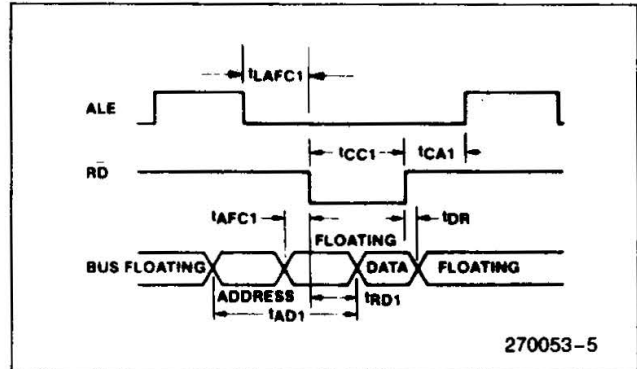 tLAFC1
ALE
tCC1
tCA1
RD
tAFC1
tDR
FLOATING
BUS FLOATING
DATA
FLOATING
ADDRESS
tRD1
tAD1
270053-5